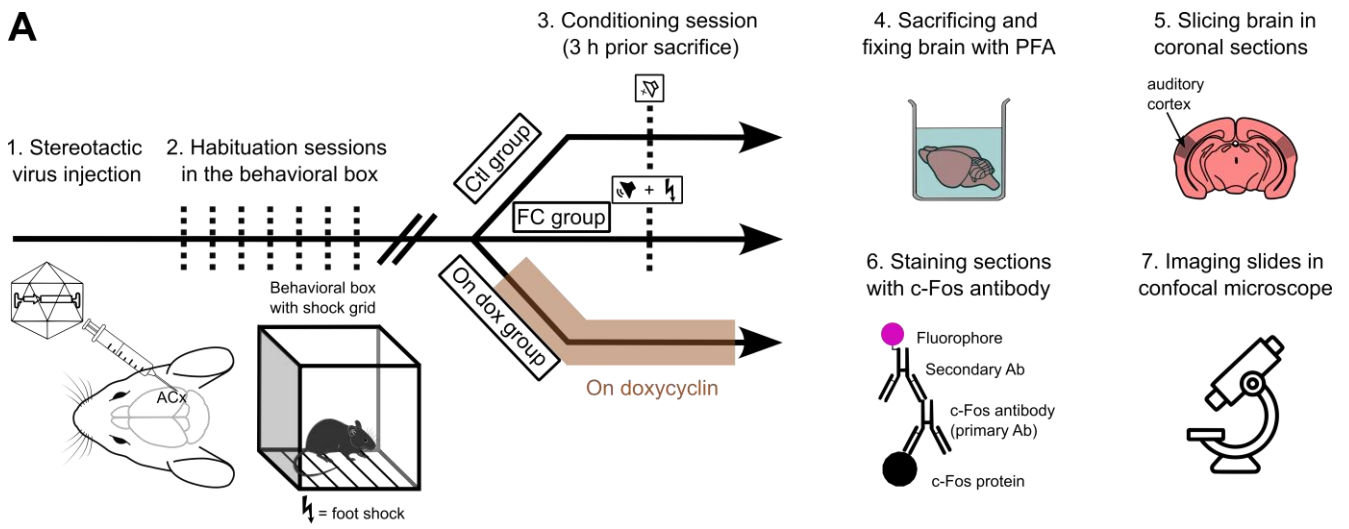 A
1. Stereotactic
virus injection
2. Habituation sessions
in the behavioral box
3. Conditioning session
(3 h prior sacrifice)
Ctl group
+
FC group
On dox group
On doxycyclin
ACx
Behavioral box
with shock grid
= foot shock
4. Sacrificing and
fixing brain with PFA
5. Slicing brain in
coronal sections
auditory
cortex
6. Staining sections
with c-Fos antibody
Fluorophore
Secondary Ab
c-Fos antibody
(primary Ab)
c-Fos protein
7. Imaging slides in
confocal microscope